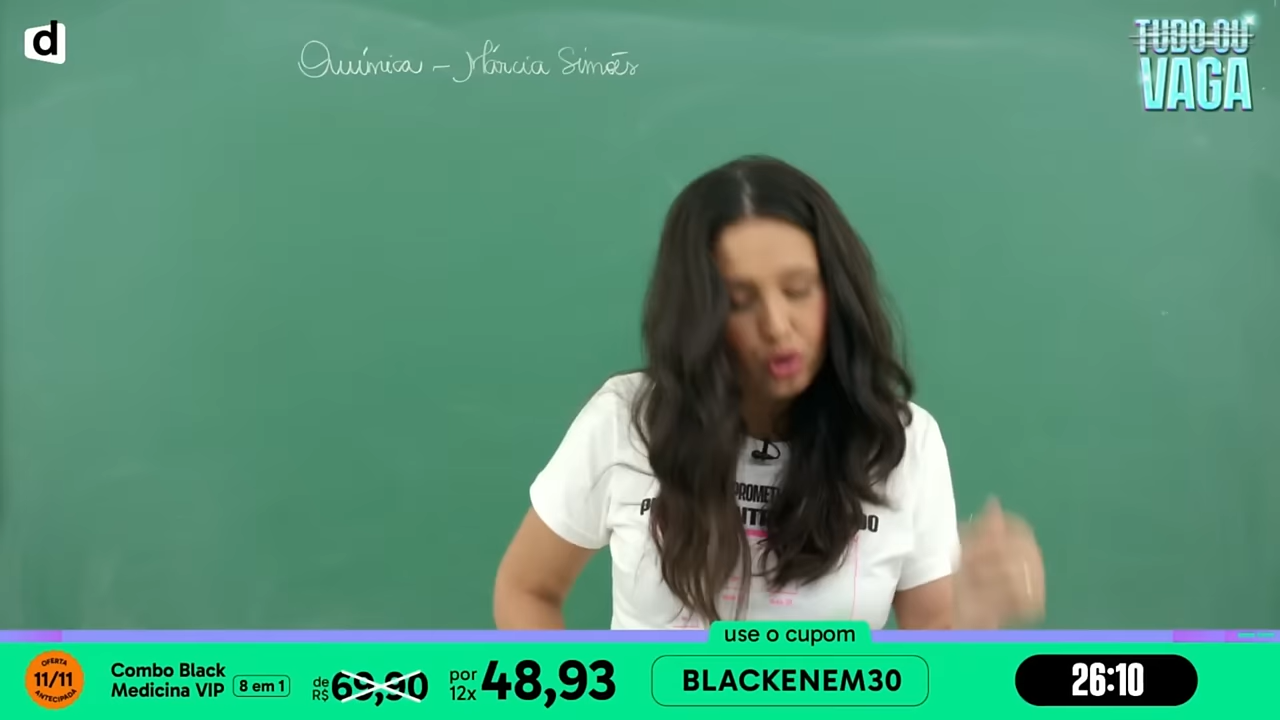 d
Química - Márcia Simões
TUDO OU
VAGA
use o cupom
OFERTA
11/11
ANTECIPADA
Combo Black
Medicina VIP
8 em 1
de
R$
69,90
por
12x
48,93
BLACKENEM30
26:10